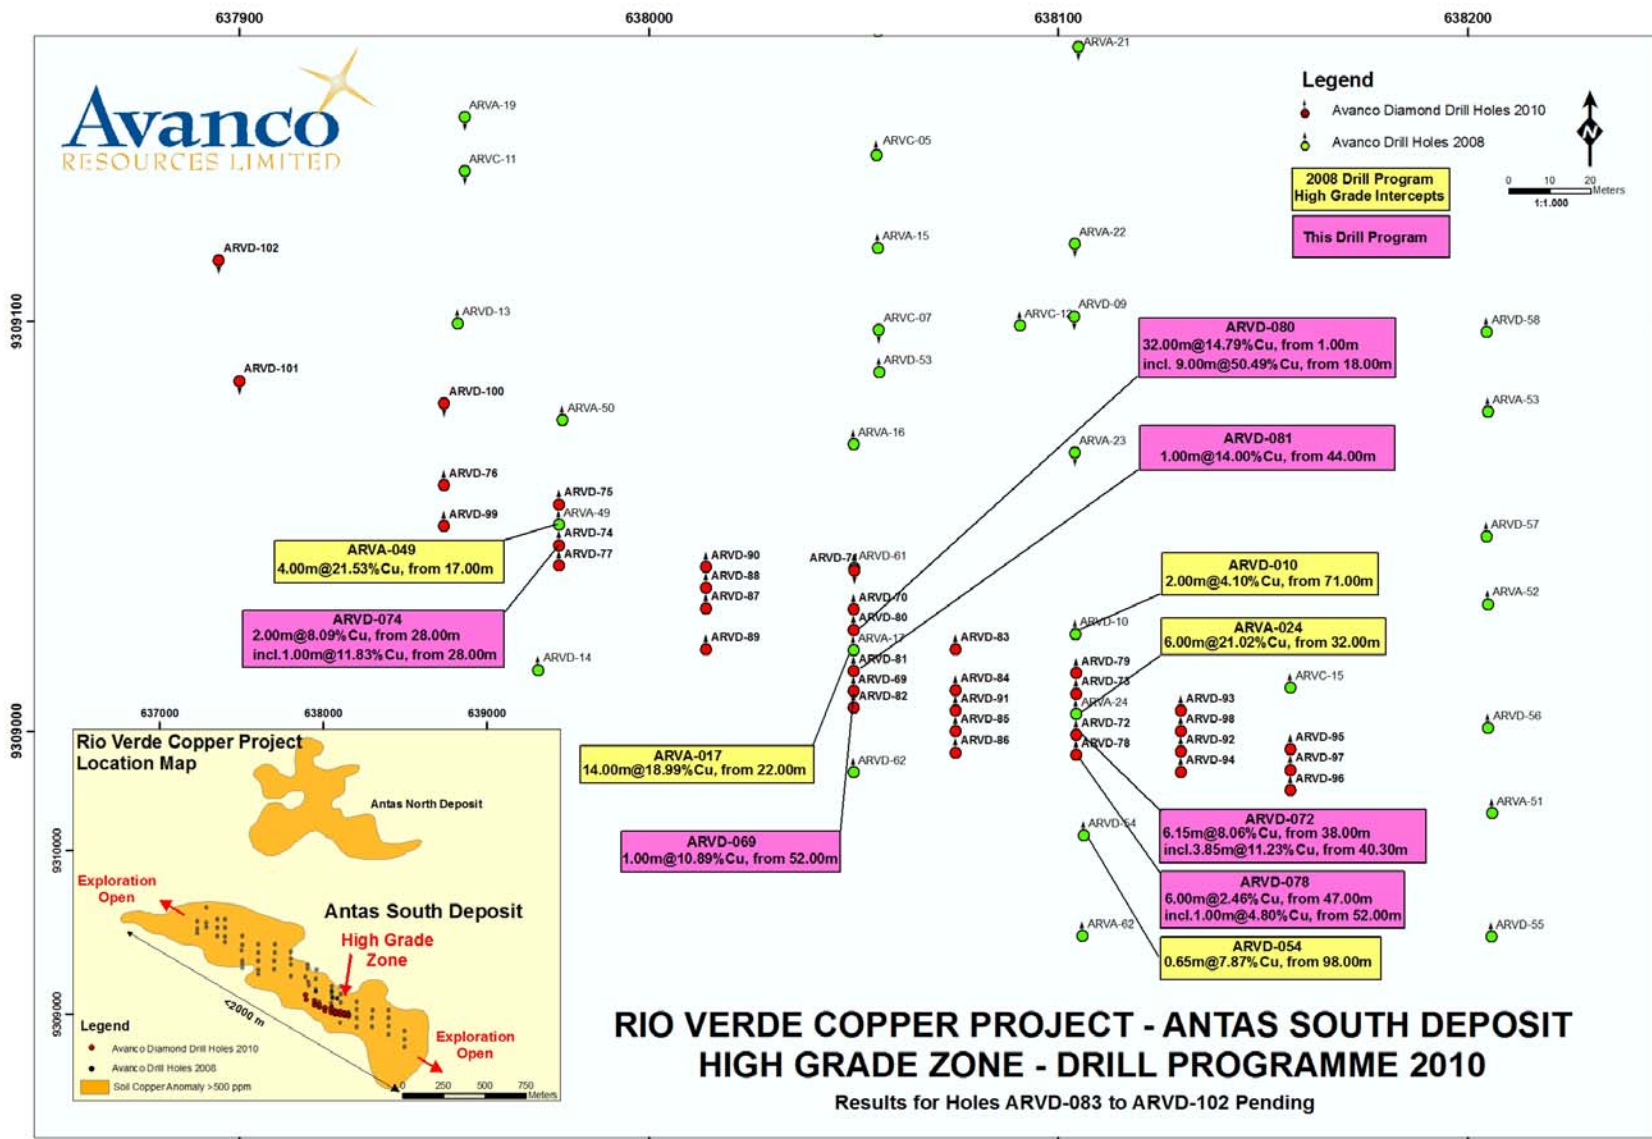 637900
638000
638100
638200
Avanco
RESOURCES LIMITED
Legend
Avanco Diamond Drill Holes 2010
Avanco Drill Holes 2008
2008 Drill Program
High Grade Intercepts
This Drill Program
N
0 10 20
Meters
1:1.000
9309100
9309000
ARVA-21
ARVA-19
ARVC-11
ARVC-05
ARVA-15
ARVA-22
ARVD-102
ARVD-13
ARVC-07
ARVC-12
ARVD-09
ARVD-58
ARVD-53
ARVD-101
ARVD-100
ARVA-50
ARVA-16
ARVA-23
ARVA-53
ARVD-080
32.00m@14.79%Cu, from 1.00m
incl. 9.00m@50.49%Cu, from 18.00m
ARVD-081
1.00m@14.00%Cu, from 44.00m
ARVD-76
ARVD-99
ARVD-75
ARVA-49
ARVD-74
ARVD-77
ARVD-57
ARVA-049
4.00m@21.53%Cu, from 17.00m
ARVD-074
2.00m@8.09%Cu, from 28.00m
incl.1.00m@11.83%Cu, from 28.00m
ARVD-90
ARVD-88
ARVD-87
ARVD-89
ARVD-14
ARVD-61
ARVD-70
ARVD-80
ARVA-17
ARVD-81
ARVD-69
ARVD-82
ARVD-62
ARVD-010
2.00m@4.10%Cu, from 71.00m
ARVA-024
6.00m@21.02%Cu, from 32.00m
ARVA-52
ARVD-83
ARVD-84
ARVD-91
ARVD-85
ARVD-86
ARVD-10
ARVD-79
ARVD-73
ARVA-24
ARVD-72
ARVD-78
ARVC-15
ARVD-93
ARVD-98
ARVD-92
ARVD-94
ARVD-95
ARVD-97
ARVD-96
ARVD-56
ARVA-51
ARVD-55
ARVD-54
ARVA-62
ARVA-017
14.00m@18.99%Cu, from 22.00m
ARVD-069
1.00m@10.89%Cu, from 52.00m
ARVD-072
6.15m@8.06%Cu, from 38.00m
incl.3.85m@11.23%Cu, from 40.30m
ARVD-078
6.00m@2.46%Cu, from 47.00m
incl.1.00m@4.80%Cu, from 52.00m
ARVD-054
0.65m@7.87%Cu, from 98.00m
637000
638000
639000
Rio Verde Copper Project
Location Map
Antas North Deposit
9310000
9309000
Exploration
Open
Antas South Deposit
High Grade
Zone
<2000 m
Exploration
Open
Legend
Avanco Diamond Drill Holes 2010
Avanco Drill Holes 2008
Soil Copper Anomaly >500 ppm
0 250 500 750
Meters
RIO VERDE COPPER PROJECT - ANTAS SOUTH DEPOSIT
HIGH GRADE ZONE - DRILL PROGRAMME 2010
Results for Holes ARVD-083 to ARVD-102 Pending